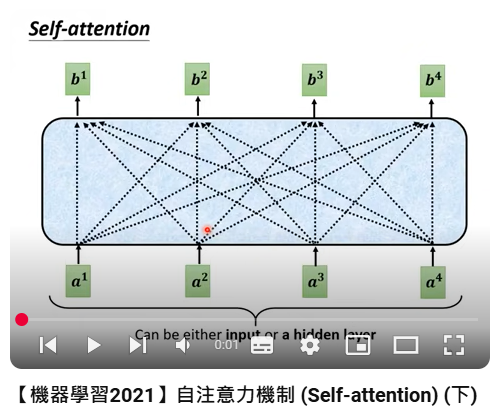 Self-attention
b¹ b² b³ b⁴
a¹ a² a³ a⁴
Can be either input or a hidden layer
0:01
【機器學習2021】自注意力機制 (Self-attention) (下)